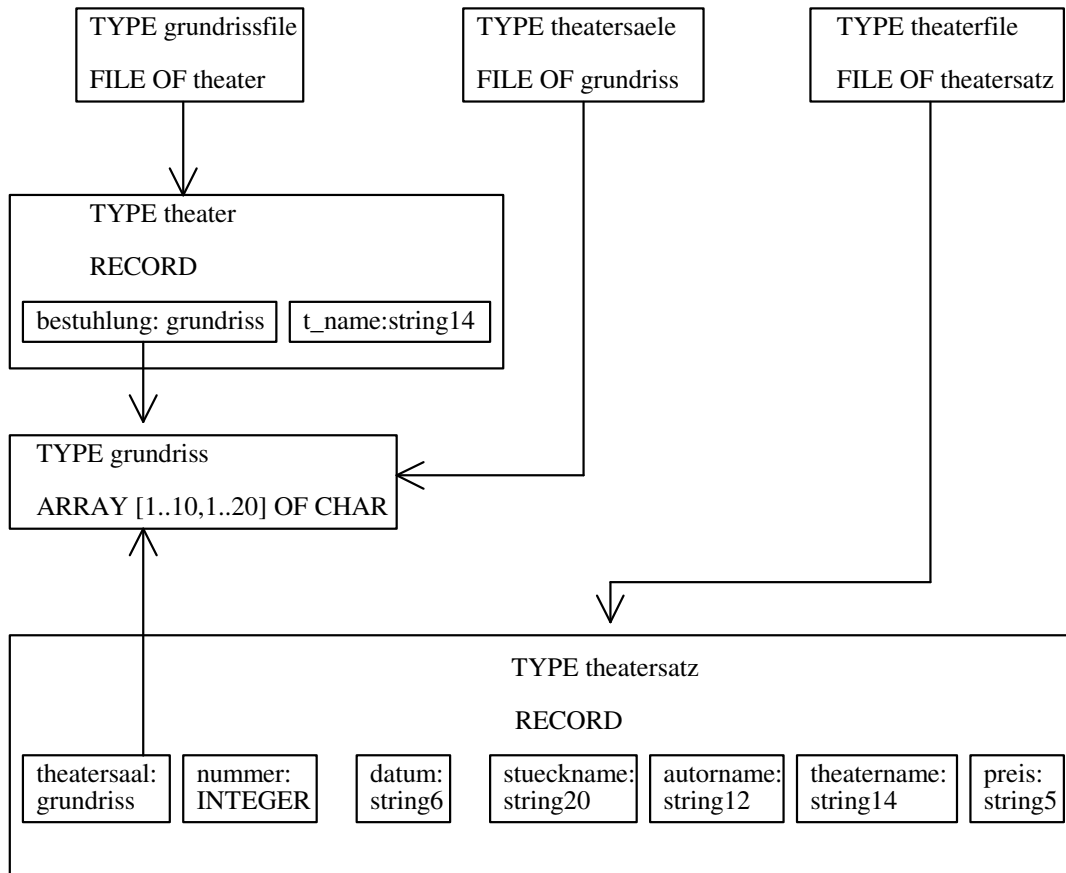 TYPE grundrissfile
FILE OF theater
TYPE theatersaele
FILE OF grundriss
TYPE theaterfile
FILE OF theatersatz
TYPE theater
RECORD
bestuhlung: grundriss
t_name:string14
TYPE grundriss
ARRAY [1..10,1..20] OF CHAR
TYPE theatersatz
RECORD
theatersaal:
grundriss
nummer:
INTEGER
datum:
string6
stueckname:
string20
autorname:
string12
theatername:
string14
preis:
string5